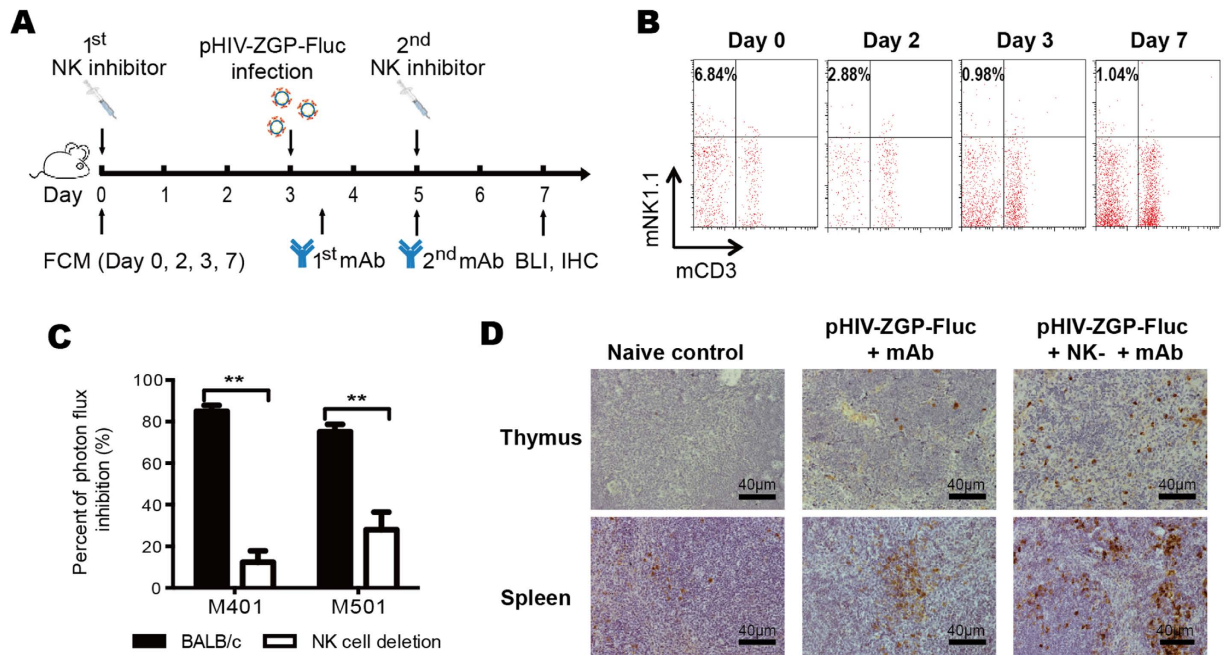 A
1st
NK inhibitor
pHIV-ZGP-Fluc
infection
2nd
NK inhibitor
Day 0 1 2 3 4 5 6 7
FCM (Day 0, 2, 3, 7)
1st mAb
2nd mAb
BLI, IHC
B
Day 0 Day 2 Day 3 Day 7
6.84% 2.88% 0.98% 1.04%
mNK1.1
mCD3
C
Percent of photon flux
inhibition (%)
100
80
60
40
20
0
** **
M401 M501
BALB/c NK cell deletion
D
Naive control
pHIV-ZGP-Fluc
+ mAb
pHIV-ZGP-Fluc
+ NK- + mAb
Thymus
40μm 40μm 40μm
Spleen
40μm 40μm 40μm